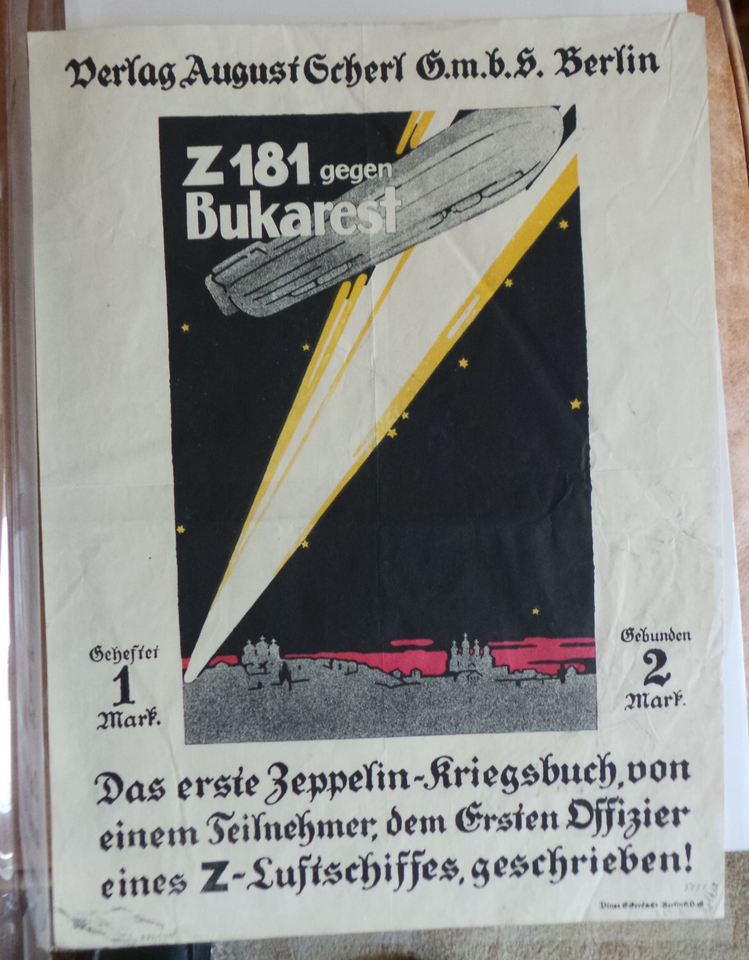 Verlag August Scherl G.m.b.H. Berlin
Z 181 gegen
Bukarest
Geheftet
1
Mark.
Gebunden
2
Mark.
Das erste Zeppelin-Kriegsbuch, von
einem Teilnehmer, dem Ersten Offizier
eines Z-Luftschiffes, geschrieben!